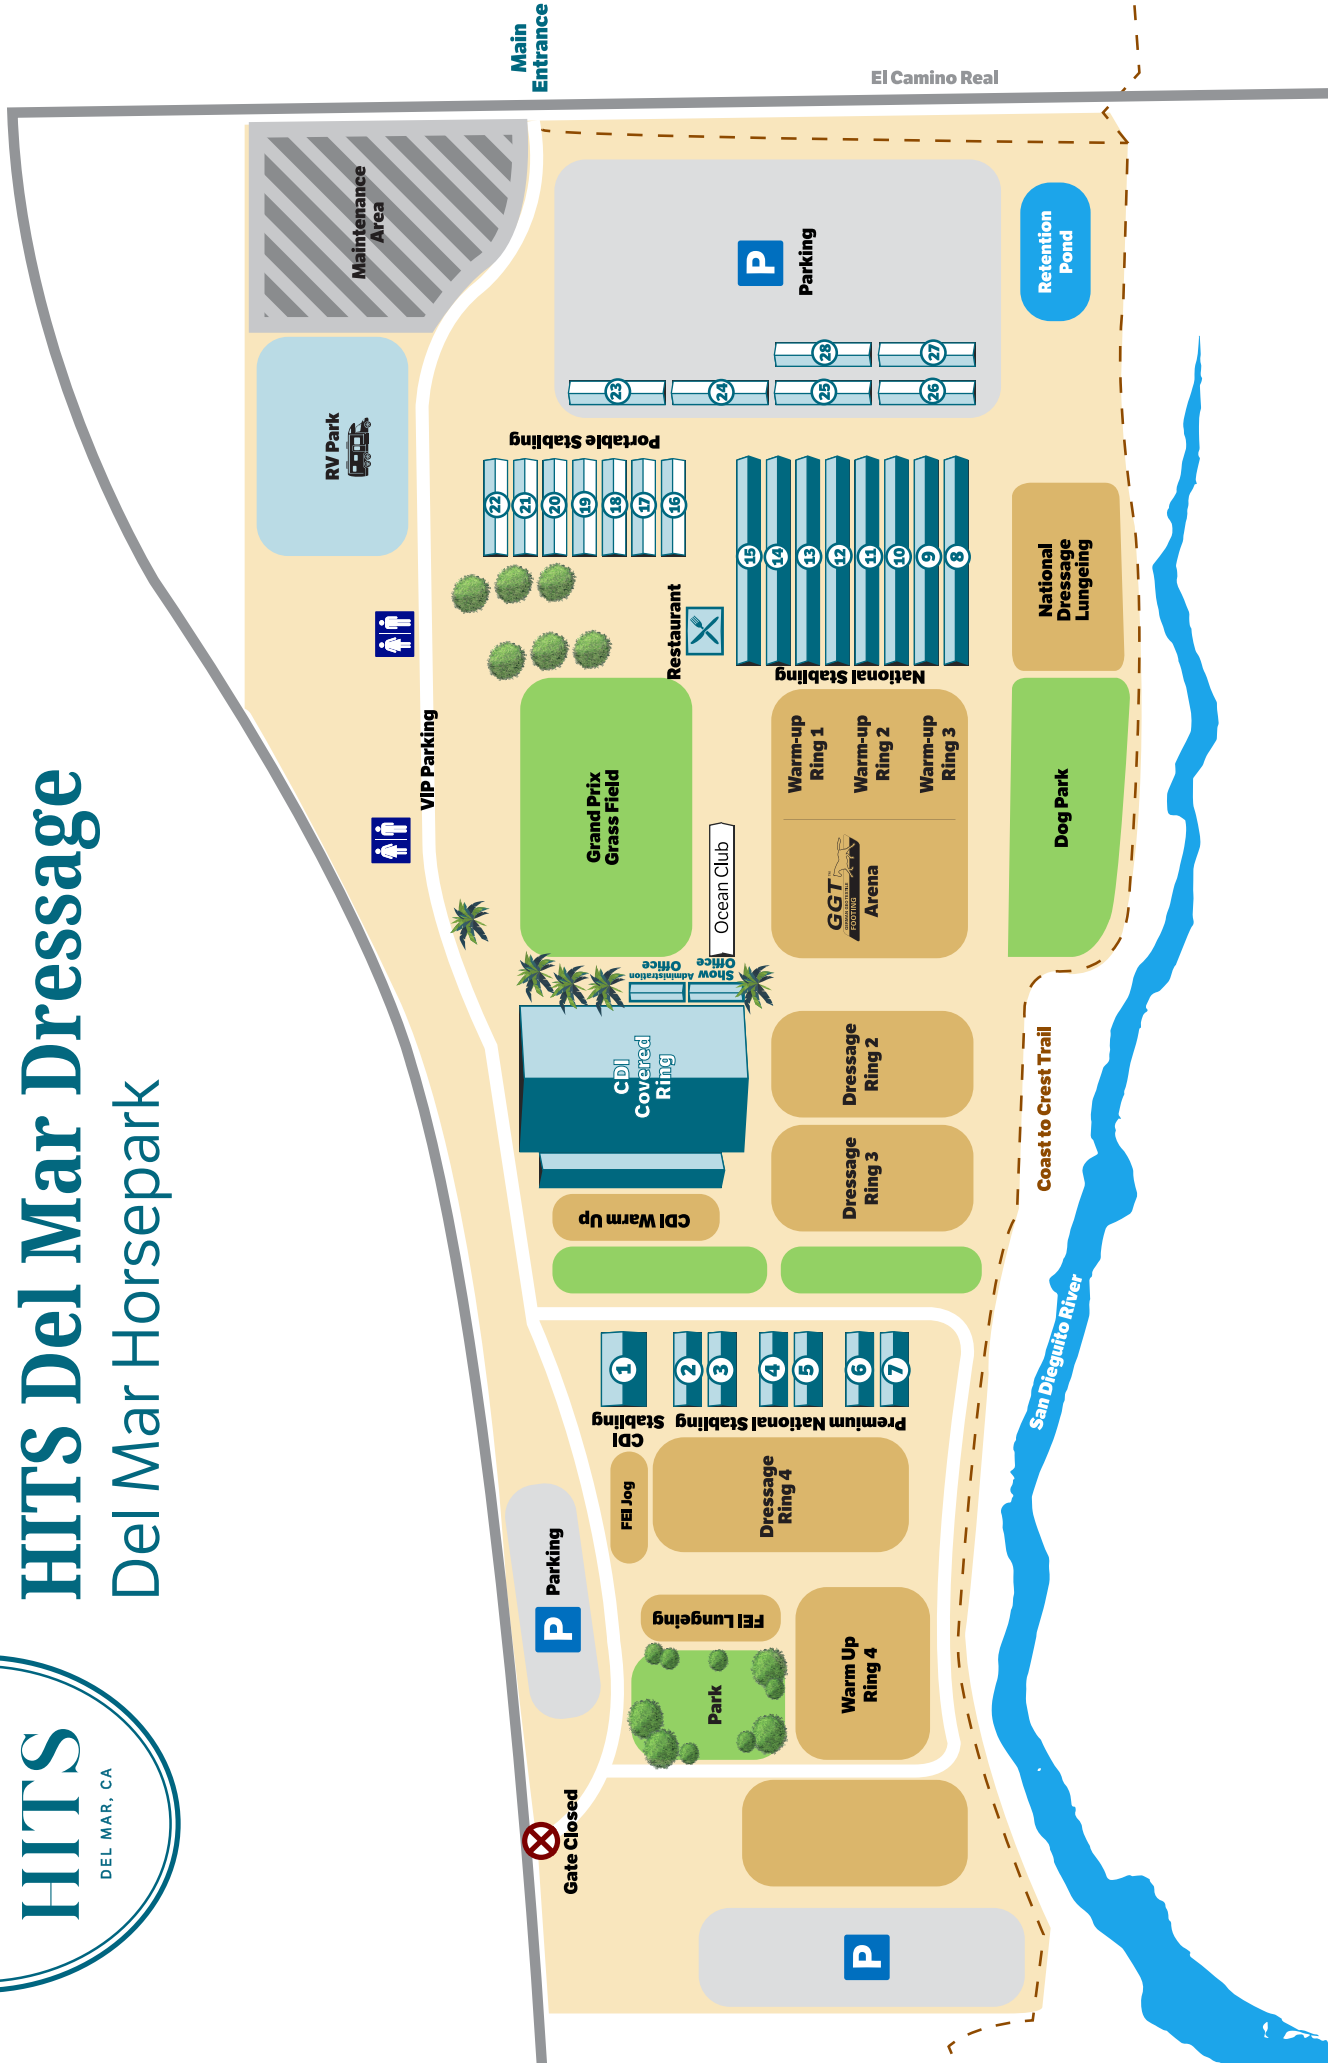 HITS
DEL MAR, CA
HITS Del Mar Dressage
Del Mar Horsepark
Main
Entrance
El Camino Real
Maintenance
Area
RV Park
P
Parking
Retention
Pond
28
27
23
24
25
26
Portable Stabling
22
21
20
19
18
17
16
15
14
13
12
11
10
9
8
National Stabling
National
Dressage
Lungeing
Restaurant
VIP Parking
Grand Prix
Grass Field
Warm-up
Ring 1
Warm-up
Ring 2
Warm-up
Ring 3
GGT
FOOTING
Arena
Dog Park
Ocean Club
Show
Office
Administration
Office
CDI
Covered
Ring
Dressage
Ring 2
Dressage
Ring 3
Coast to Crest Trail
CDI Warm Up
San Dieguito River
1
2
3
4
5
6
7
CDI
Stabling
Premium National Stabling
FEI Jog
Dressage
Ring 4
P
Parking
FEI Lungeing
Park
Warm Up
Ring 4
Gate Closed
P